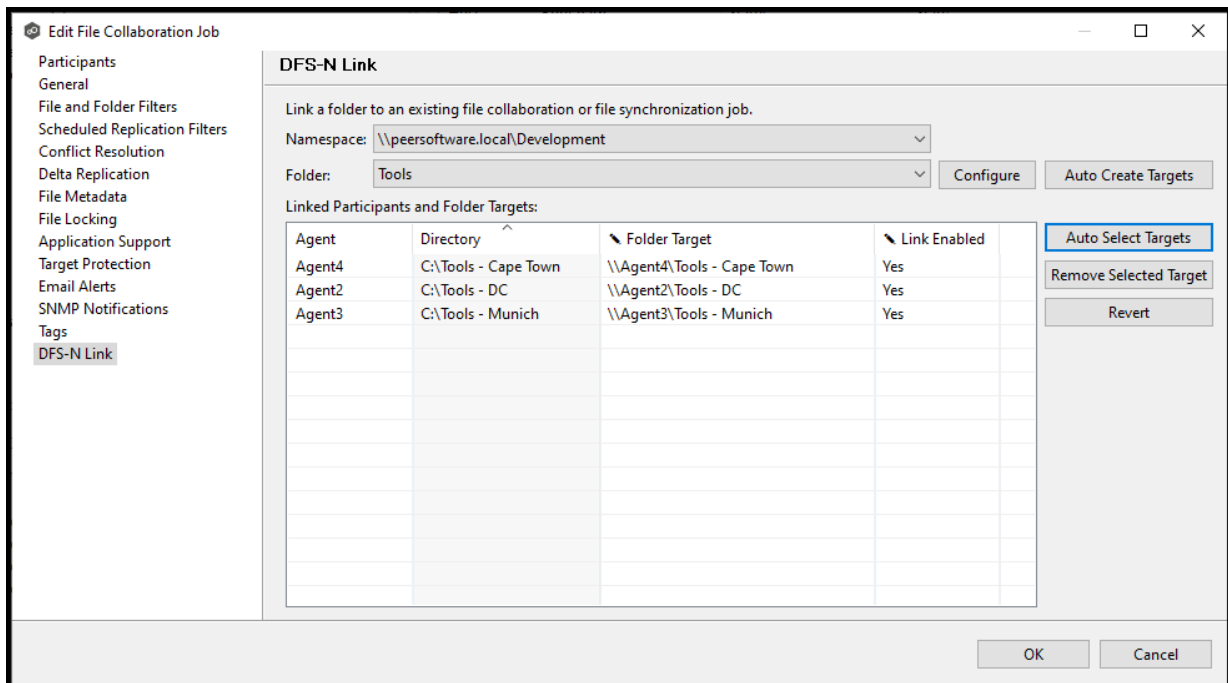 Edit File Collaboration Job
Participants
General
File and Folder Filters
Scheduled Replication Filters
Conflict Resolution
Delta Replication
File Metadata
File Locking
Application Support
Target Protection
Email Alerts
SNMP Notifications
Tags
DFS-N Link
DFS-N Link
Link a folder to an existing file collaboration or file synchronization job.
Namespace: \\peersoftware.local\Development
Folder: Tools Configure Auto Create Targets
Linked Participants and Folder Targets:
Agent Directory Folder Target Link Enabled
Agent4 C:\Tools - Cape Town \\Agent4\Tools - Cape Town Yes
Agent2 C:\Tools - DC \\Agent2\Tools - DC Yes
Agent3 C:\Tools - Munich \\Agent3\Tools - Munich Yes
Auto Select Targets
Remove Selected Target
Revert
OK Cancel